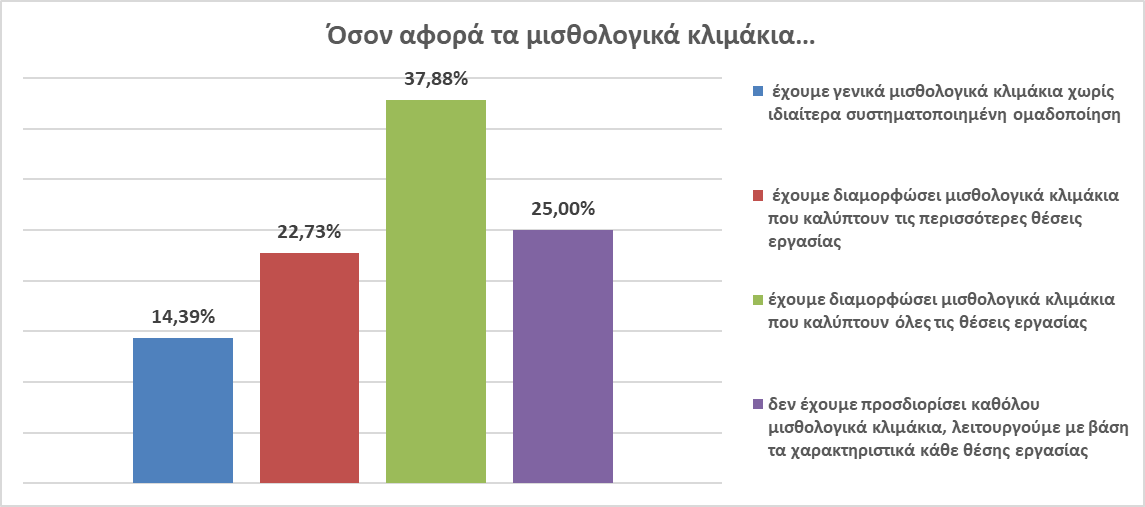 Όσον αφορά τα μισθολογικά κλιμάκια...
37,88%
25,00%
22,73%
14,39%
έχουμε γενικά μισθολογικά κλιμάκια χωρίς
ιδιαίτερα συστηματοποιημένη ομαδοποίηση
έχουμε διαμορφώσει μισθολογικά κλιμάκια
που καλύπτουν τις περισσότερες θέσεις
εργασίας
έχουμε διαμορφώσει μισθολογικά κλιμάκια
που καλύπτουν όλες τις θέσεις εργασίας
δεν έχουμε προσδιορίσει καθόλου
μισθολογικά κλιμάκια, λειτουργούμε με βάση
τα χαρακτηριστικά κάθε θέσης εργασίας